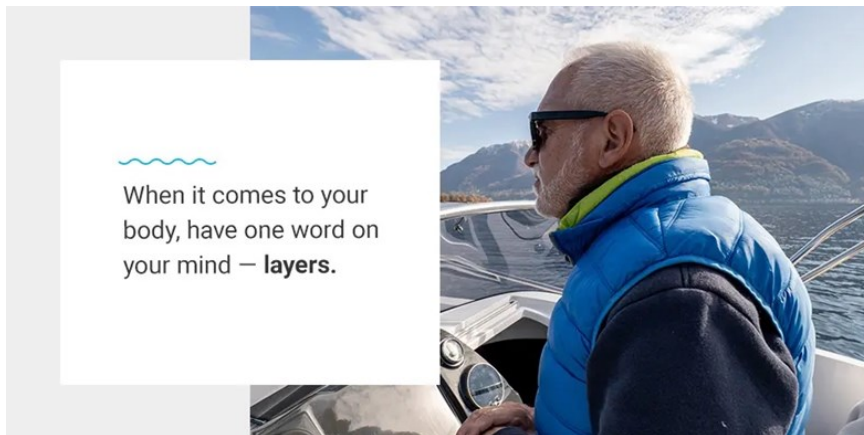 When it comes to your
body, have one word on
your mind — layers.